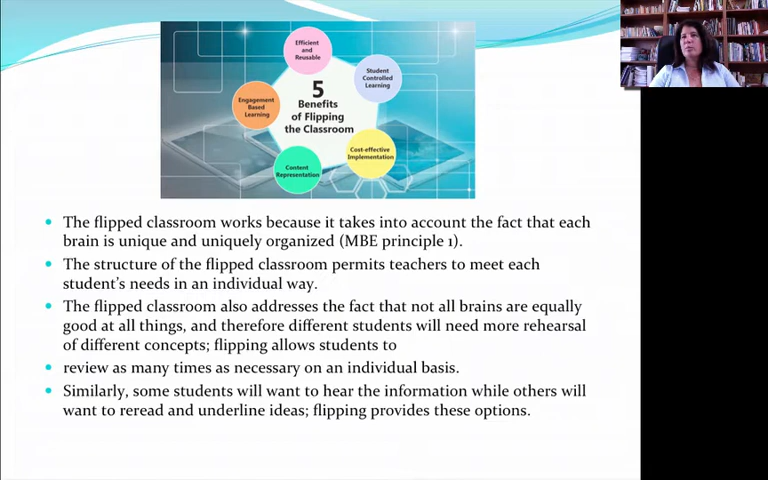 Efficient
and
Reusable
Student
Controlled
Learning
5
Benefits
of Flipping
the Classroom
Engagement
Based
Learning
Cost-effective
Implementation
Content
Representation
The flipped classroom works because it takes into account the fact that each
brain is unique and uniquely organized (MBE principle 1).
The structure of the flipped classroom permits teachers to meet each
student's needs in an individual way.
The flipped classroom also addresses the fact that not all brains are equally
good at all things, and therefore different students will need more rehearsal
of different concepts; flipping allows students to
review as many times as necessary on an individual basis.
Similarly, some students will want to hear the information while others will
want to reread and underline ideas; flipping provides these options.